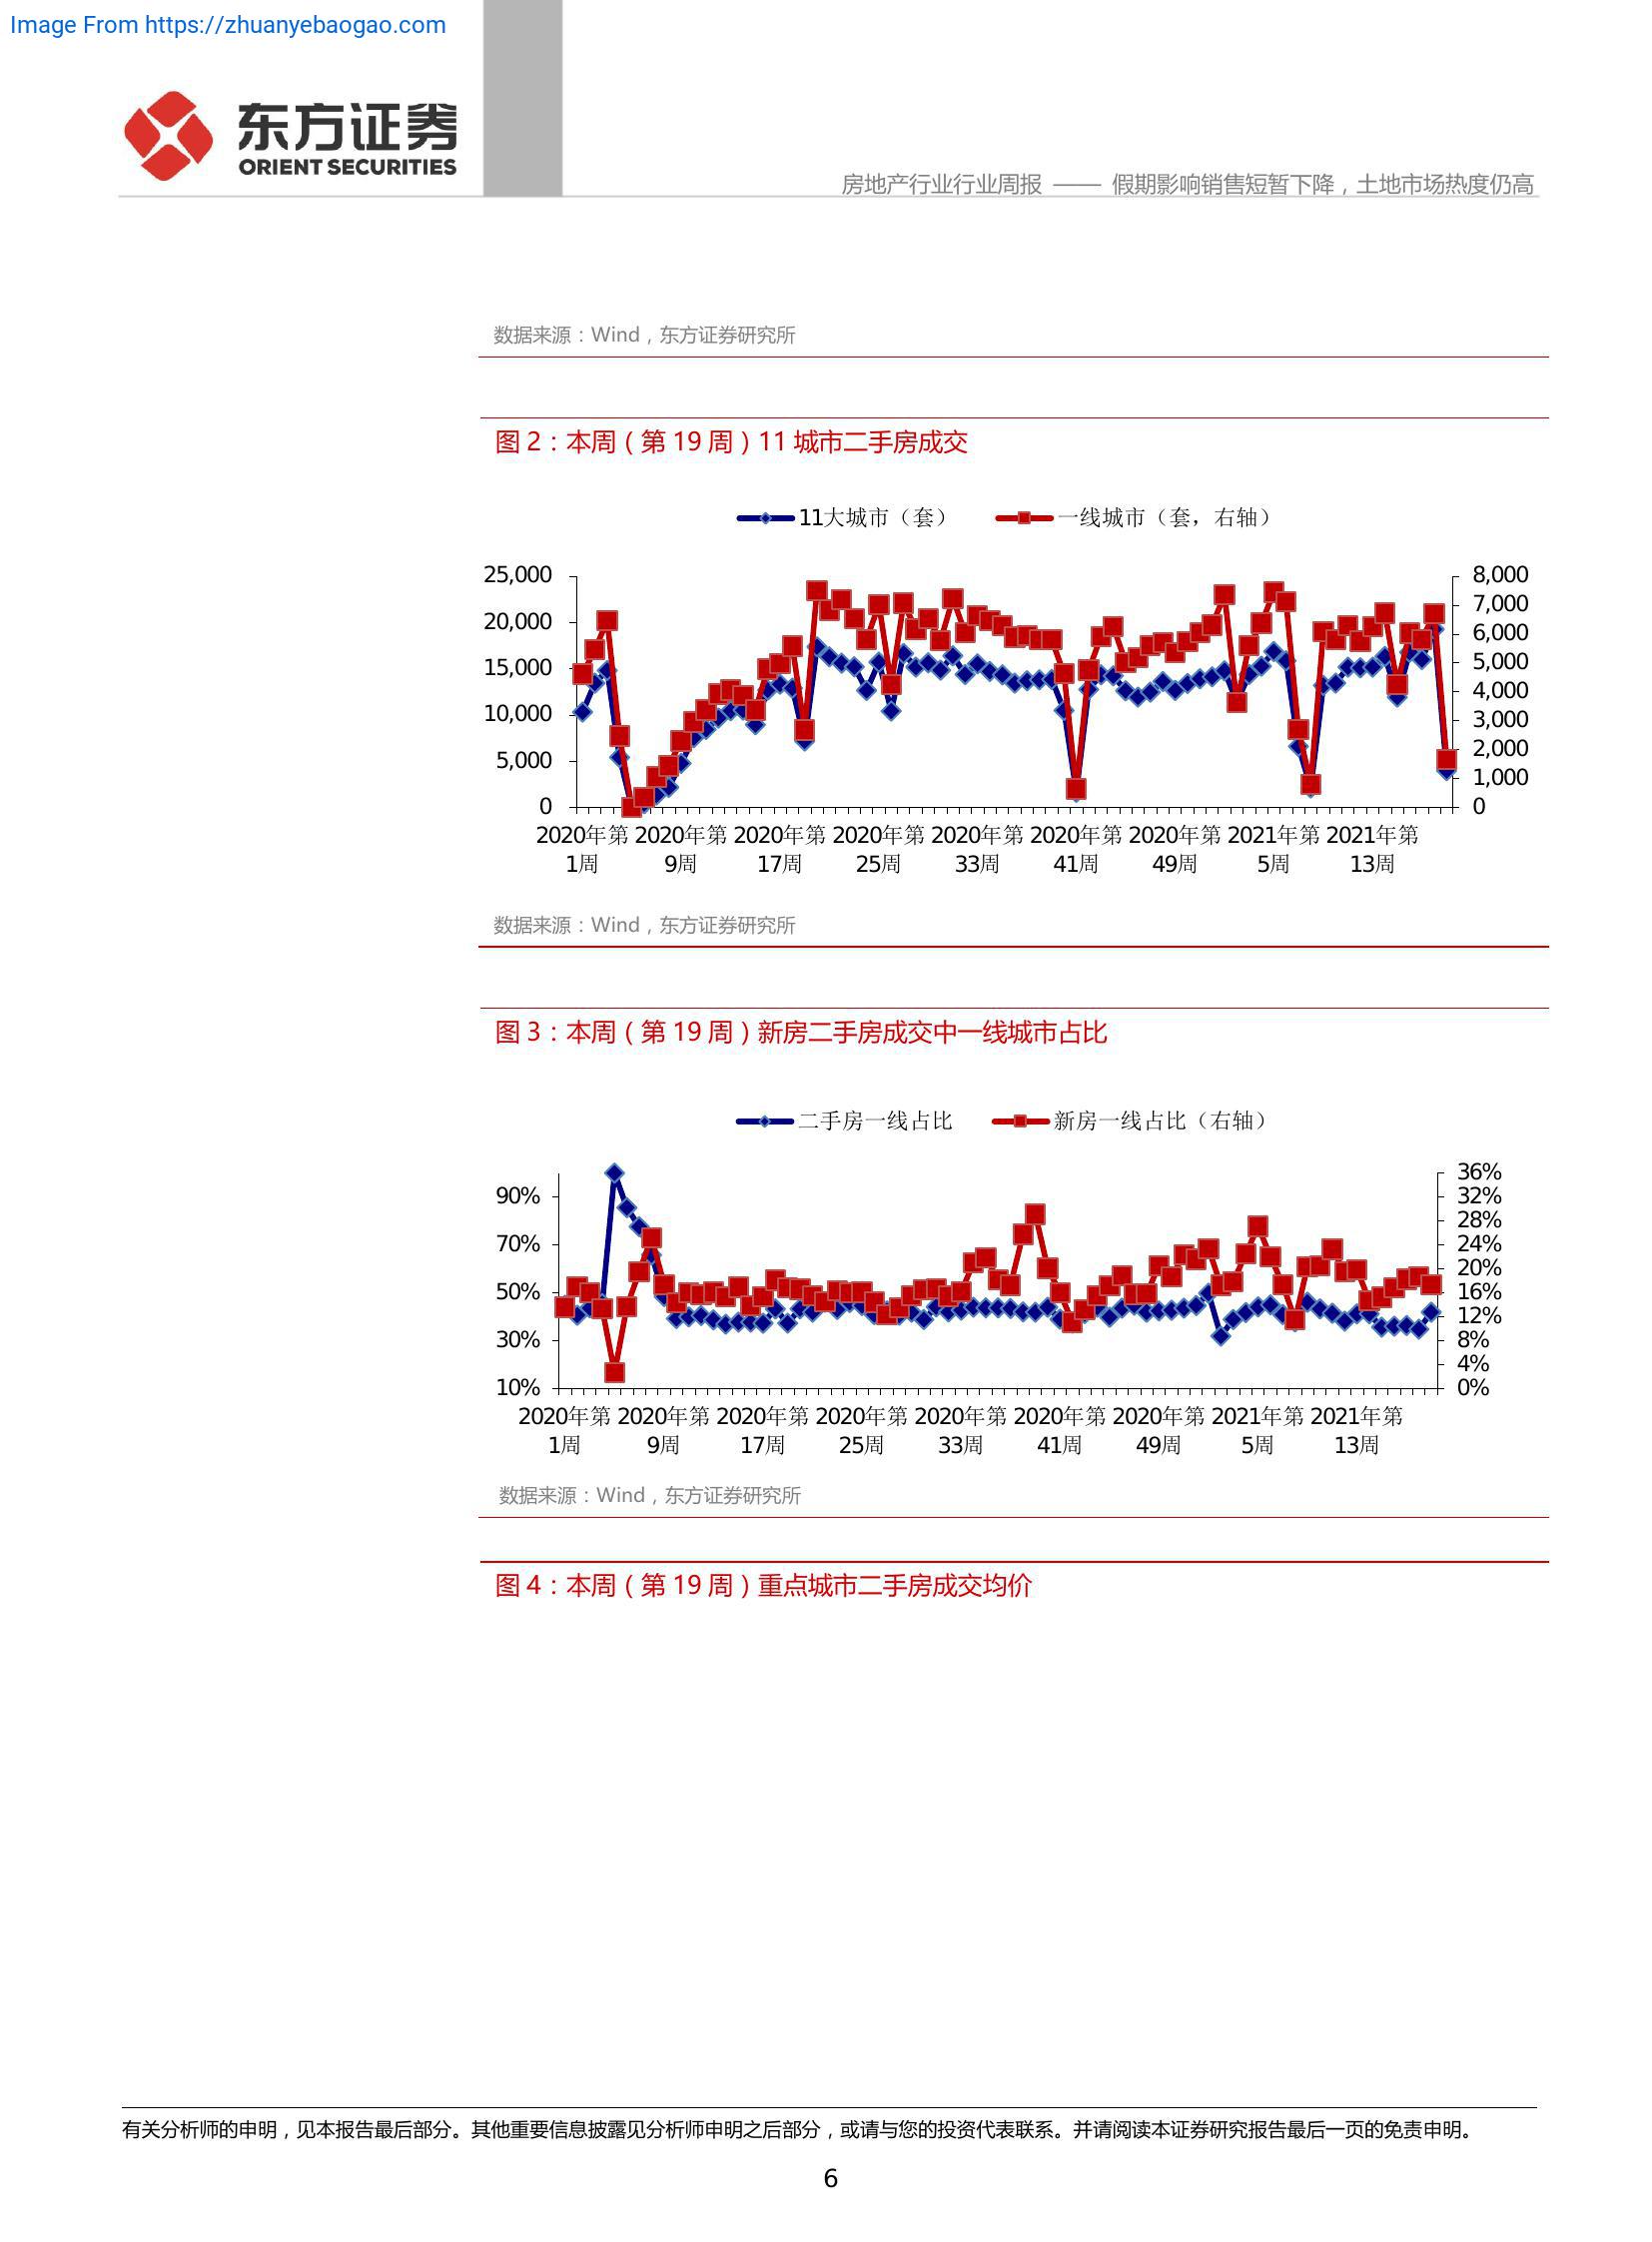 Image From https://zhuanyebaogao.com
东方证券
ORIENT SECURITIES
房地产行业行业周报 —— 假期影响销售短暂下降，土地市场热度仍高
数据来源：Wind，东方证券研究所
图 2：本周（第 19 周）11 城市二手房成交
11大城市（套） 一线城市（套，右轴）
25,000 8,000
7,000
20,000 6,000
15,000 5,000
4,000
10,000 3,000
5,000 2,000
1,000
0 0
2020年第 2020年第 2020年第 2020年第 2020年第 2020年第 2020年第 2021年第 2021年第
1周 9周 17周 25周 33周 41周 49周 5周 13周
数据来源：Wind，东方证券研究所
图 3：本周（第 19 周）新房二手房成交中一线城市占比
二手房一线占比 新房一线占比（右轴）
36%
90% 32%
28%
70% 24%
20%
50% 16%
12%
30% 8%
4%
10% 0%
2020年第 2020年第 2020年第 2020年第 2020年第 2020年第 2020年第 2021年第 2021年第
1周 9周 17周 25周 33周 41周 49周 5周 13周
数据来源：Wind，东方证券研究所
图 4：本周（第 19 周）重点城市二手房成交均价
有关分析师的申明，见本报告最后部分。其他重要信息披露见分析师申明之后部分，或请与您的投资代表联系。并请阅读本证券研究报告最后一页的免责申明。
6